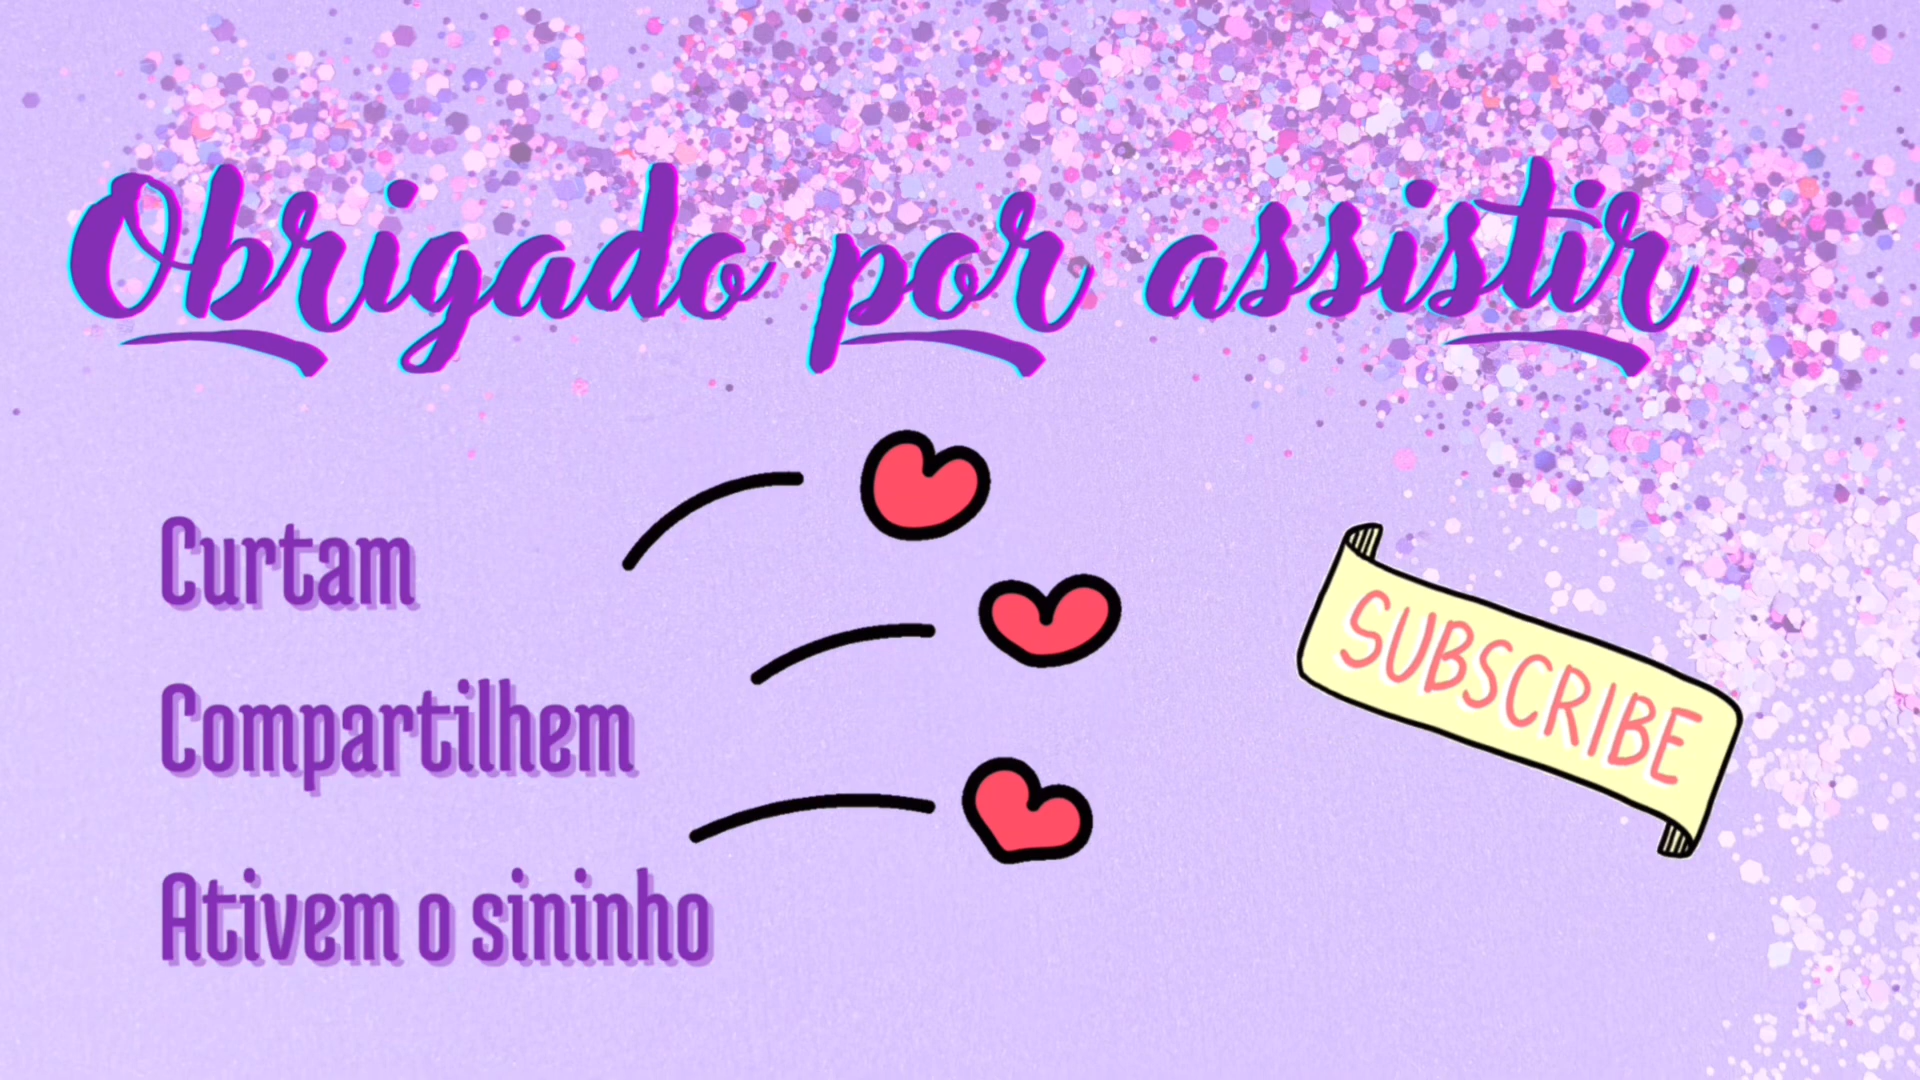 Obrigado por assistir
Curtam
Compartilhem
Ativem o sininho
SUBSCRIBE